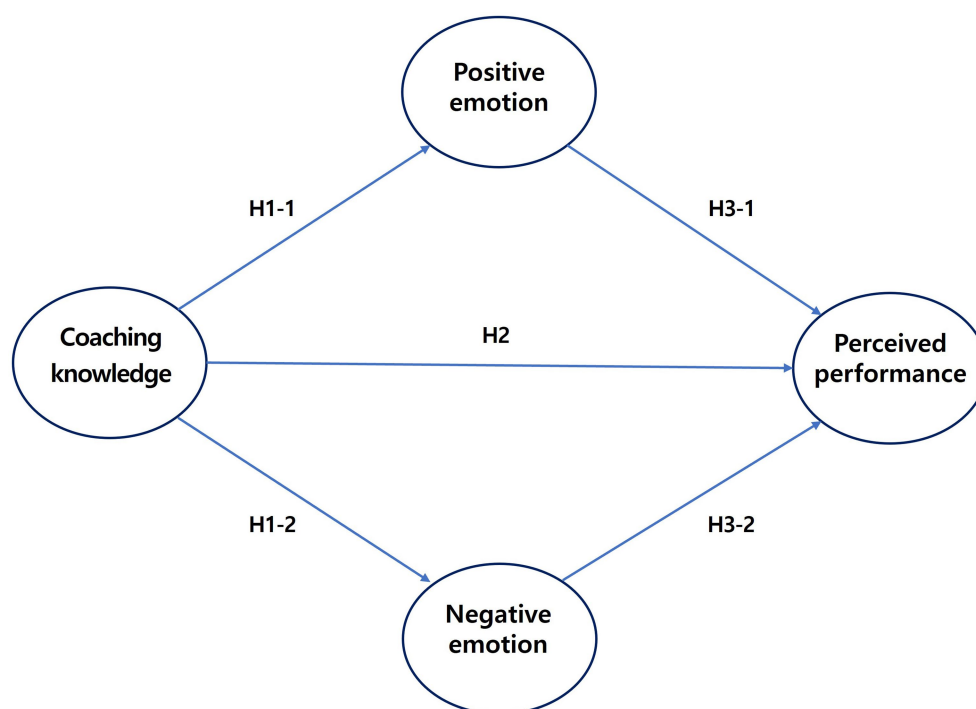 Positive
emotion
H1-1
H3-1
Coaching
knowledge
H2
Perceived
performance
H1-2
H3-2
Negative
emotion